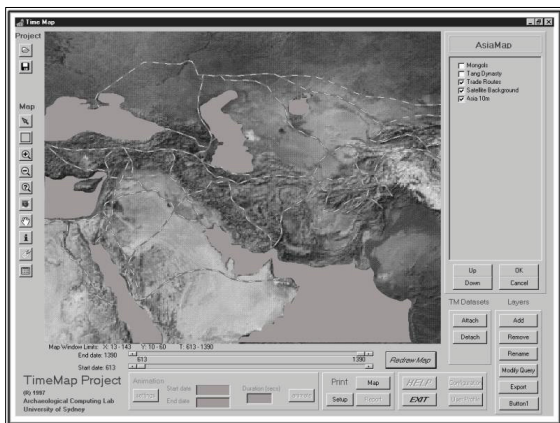 Time Map
Project
Map
AsiaMap
Mongols
Tang Dynasty
Trade Routes
Satellite Background
Asia 10m
Up
OK
Down
Cancel
TM Datasets
Layers
Attach
Add
Detach
Remove
Rename
Modify Query
Export
Button1
Map Window Limits: X: 13 - 143 Y: 10 - 60 T: 613 - 1390
End date: 1390
613
1390
Start date: 613
Redraw Map
TimeMap Project
(R) 1997
Archaeological Computing Lab
University of Sydney
Animation
Start date
End date
Duration (secs)
Print
Map
Setup
HELP
EXIT
Configuration
User Profile